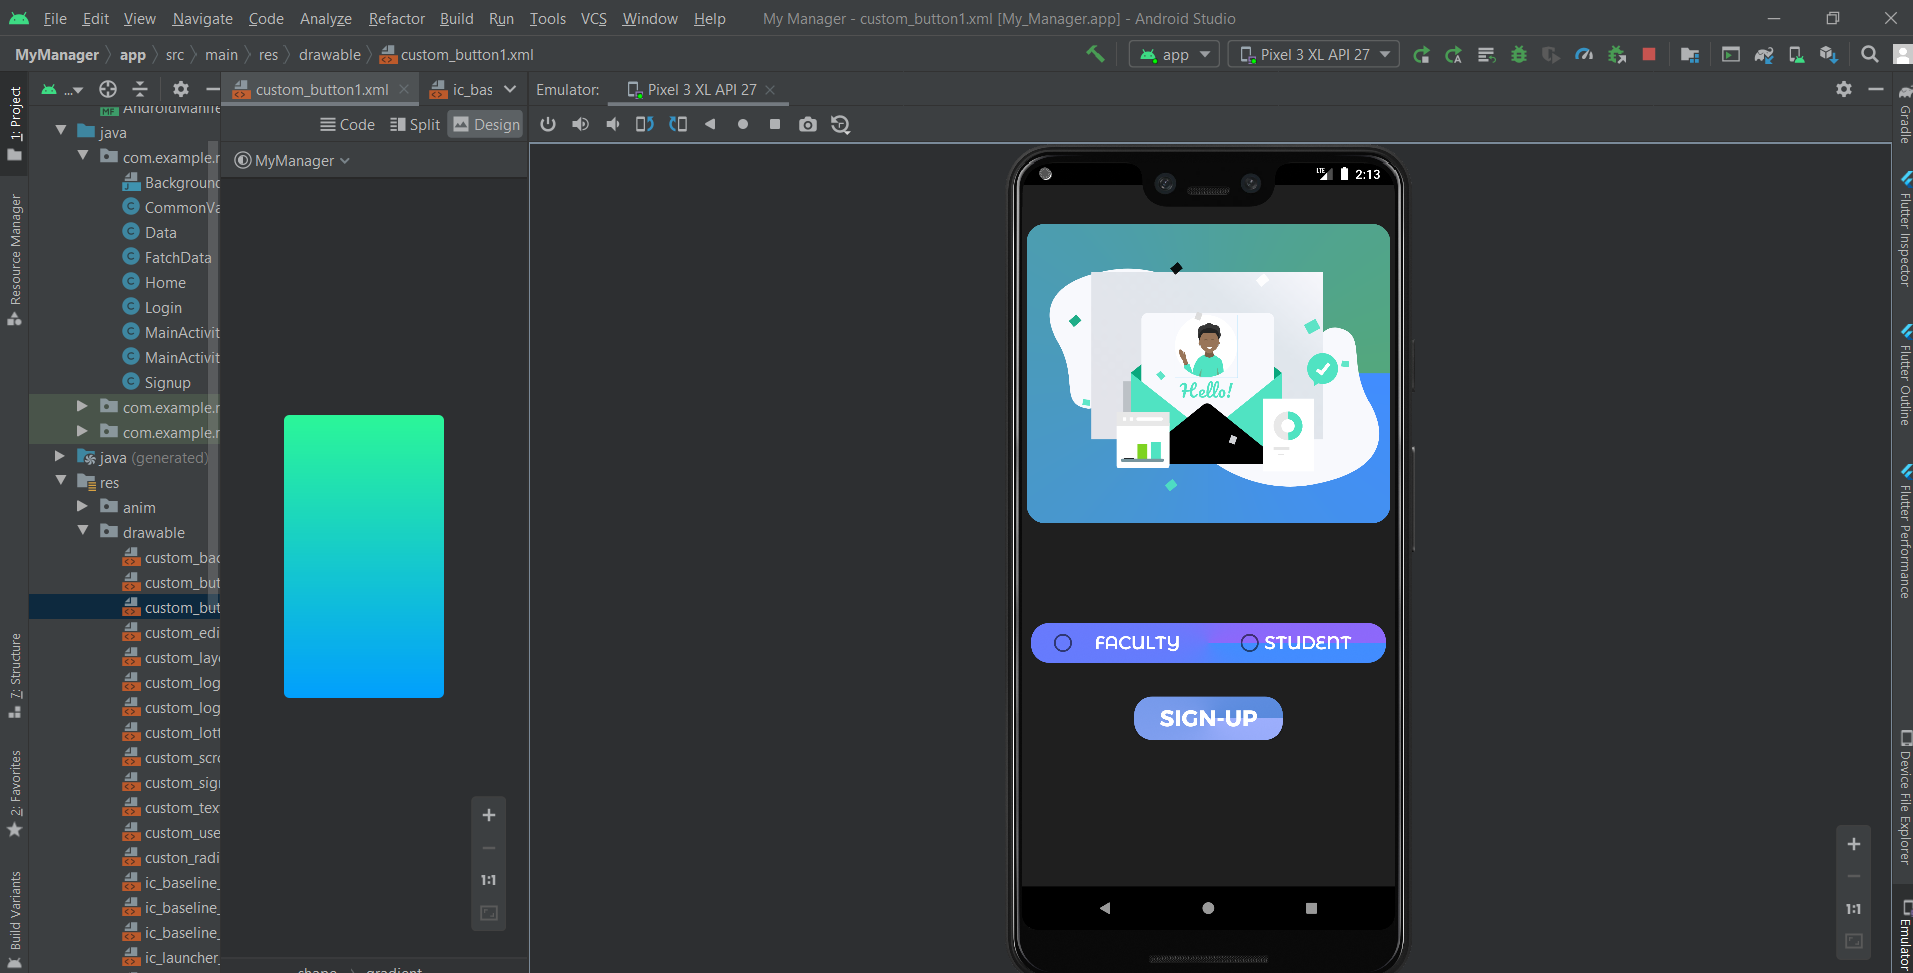 File Edit View Navigate Code Analyze Refactor Build Run Tools VCS Window Help My Manager - custom_button1.xml [My_Manager.app] - Android Studio
MyManager app src main res drawable custom_button1.xml app Pixel 3 XL API 27
1: Project
Resource Manager
7: Structure
2: Favorites
Build Variants
...
AndroidManife
java
com.example.r
Background
CommonVa
Data
FatchData
Home
Login
MainActivit
MainActivit
Signup
com.example.r
com.example.r
java (generated)
res
anim
drawable
custom_bac
custom_but
custom_but
custom_edi
custom_laye
custom_log
custom_log
custom_lott
custom_scro
custom_sign
custom_tex
custom_use
custon_radi
ic_baseline_
ic_baseline_
ic_baseline_
ic_launcher_
custom_button1.xml ic_bas
Code Split Design
MyManager
1:1
shape gradient
Emulator: Pixel 3 XL API 27
LTE 2:13
Hello!
FACULTY STUDENT
SIGN-UP
1:1
Gradle
Flutter Inspector
Flutter Outline
Flutter Performance
Device File Explorer
Emulator